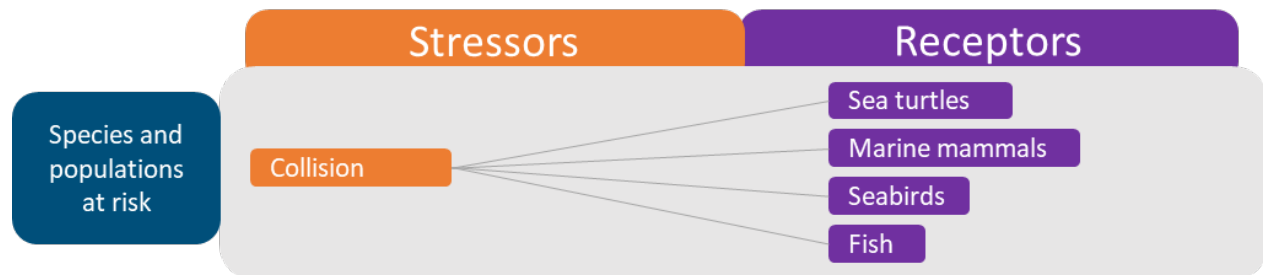 Stressors
Receptors
Species and
populations
at risk
Collision
Sea turtles
Marine mammals
Seabirds
Fish